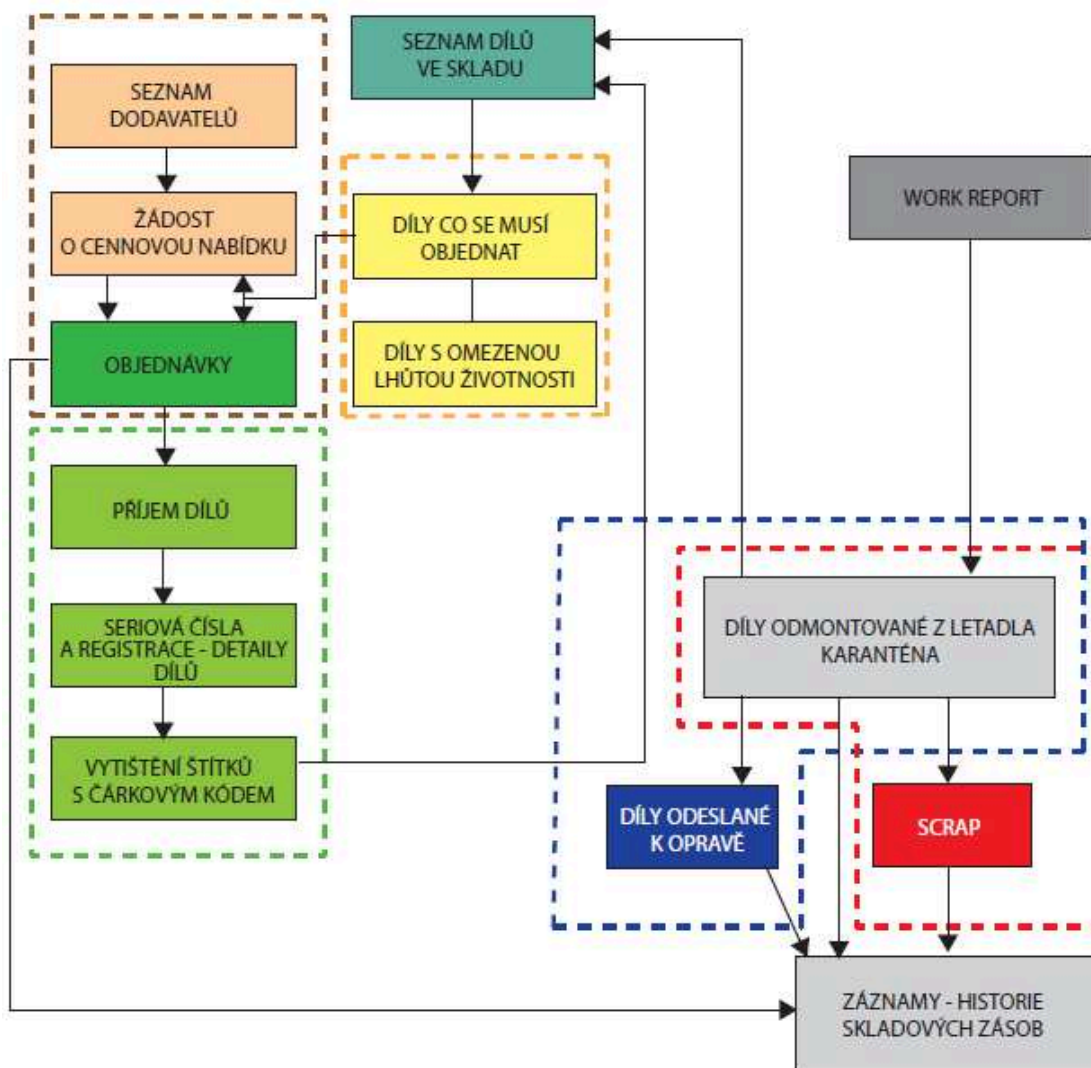 SEZNAM
DODAVATELŮ
ŽÁDOST
O CENNOVOU NABÍDKU
OBJEDNÁVKY
PŘÍJEM DÍLŮ
SERIOVÁ ČÍSLA
A REGISTRACE - DETAILY
DÍLŮ
VYTIŠTĚNÍ ŠTÍTKŮ
S ČÁRKOVÝM KÓDEM
SEZNAM DÍLŮ
VE SKLADU
DÍLY CO SE MUSÍ
OBJEDNAT
DÍLY S OMEZENOU
LHŮTOU ŽIVOTNOSTI
WORK REPORT
DÍLY ODMONTOVANÉ Z LETADLA
KARANTÉNA
DÍLY ODESLANÉ
K OPRAVĚ
SCRAP
ZÁZNAMY - HISTORIE
SKLADOVÝCH ZÁSOB